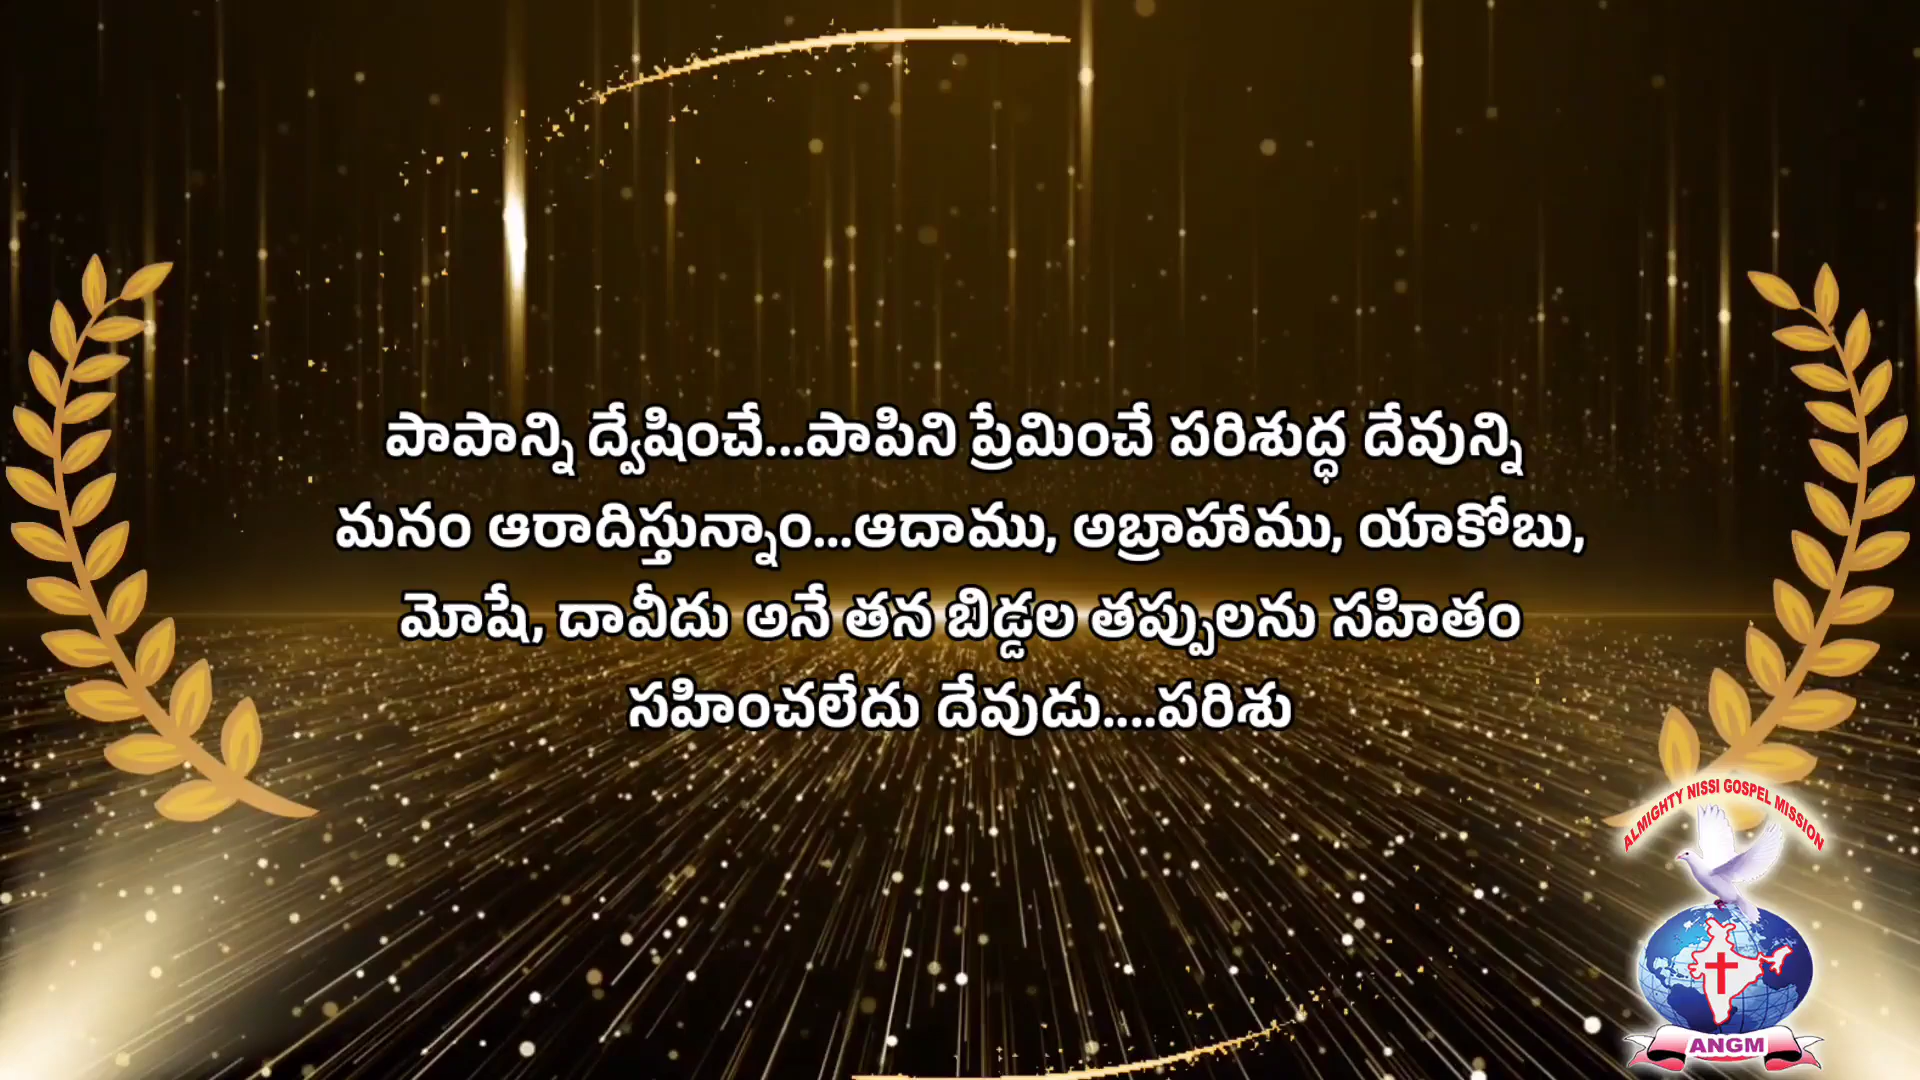 పాపాన్ని ద్వేషించే...పాపిని ప్రేమించే పరిశుద్ధ దేవున్ని
మనం ఆరాదిస్తున్నాం...ఆదాము, అబ్రాహాము, యాకోబు,
మోషే, దావీదు అనే తన బిడ్డల తప్పులను సహితం
సహించలేదు దేవుడు....పరిశు
ALMIGHTY NISSI GOSPEL MISSION
ANGM